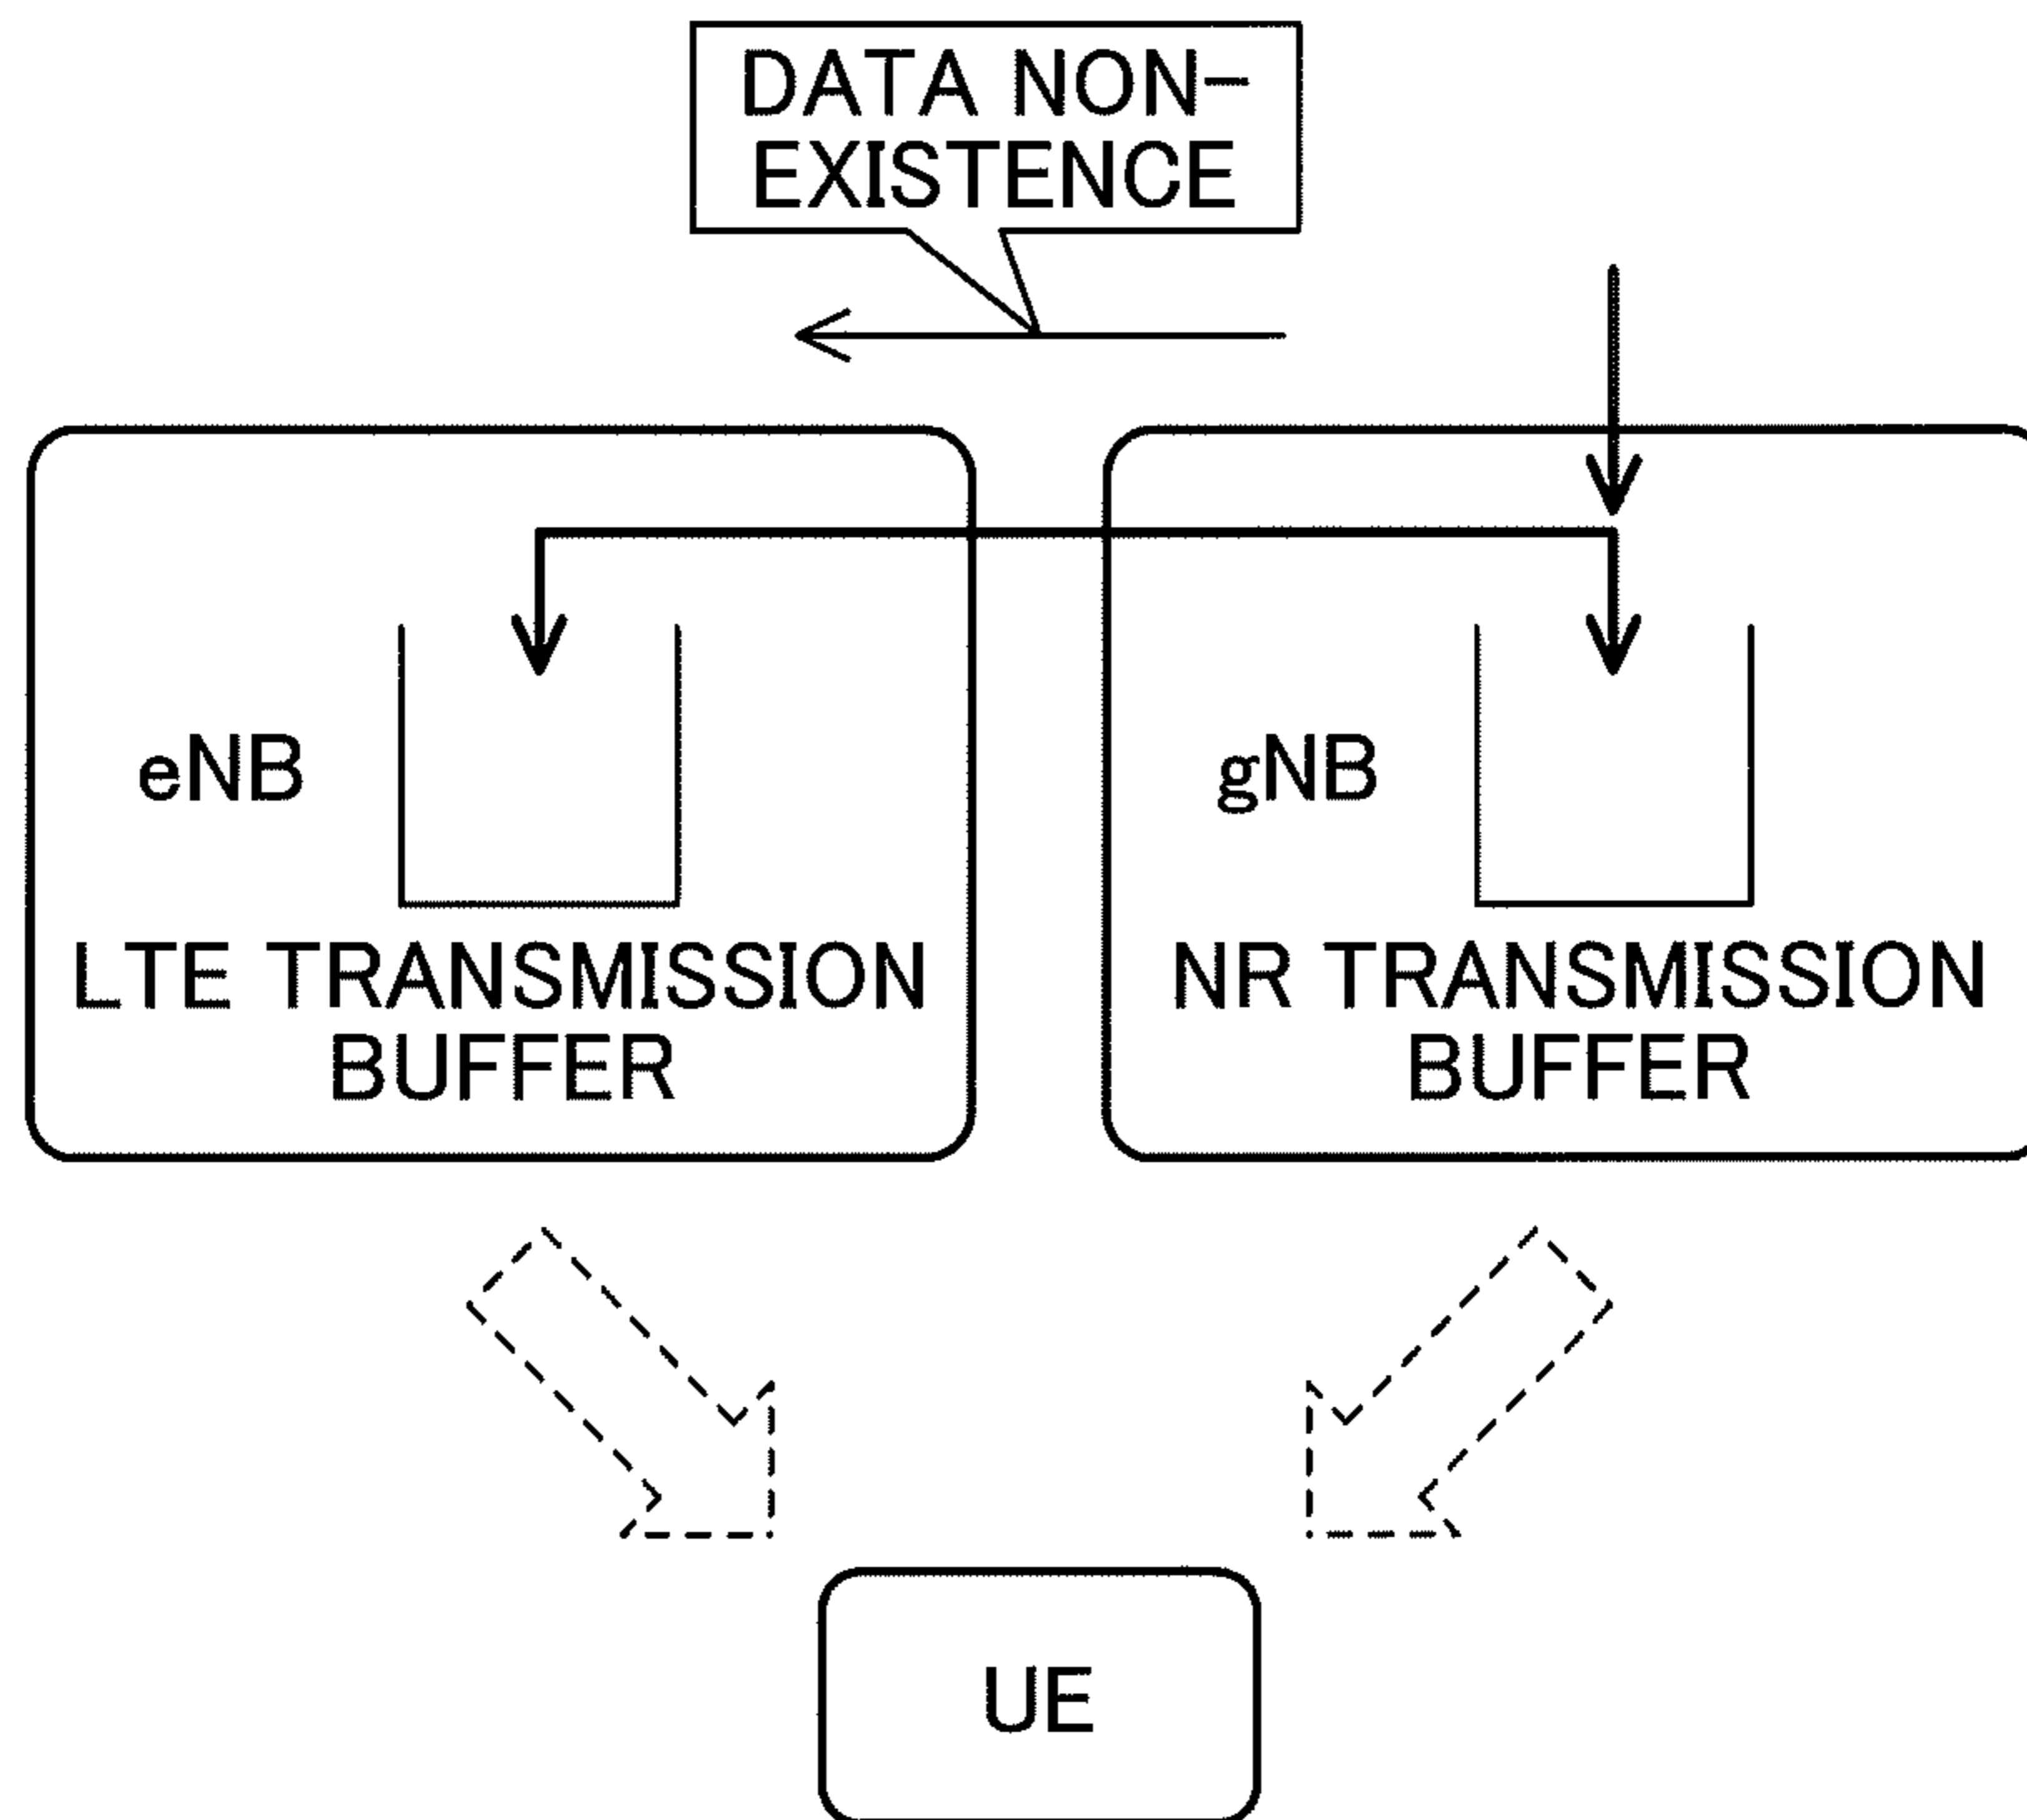 DATA NON-
EXISTENCE
eNB
LTE TRANSMISSION
BUFFER
gNB
NR TRANSMISSION
BUFFER
UE